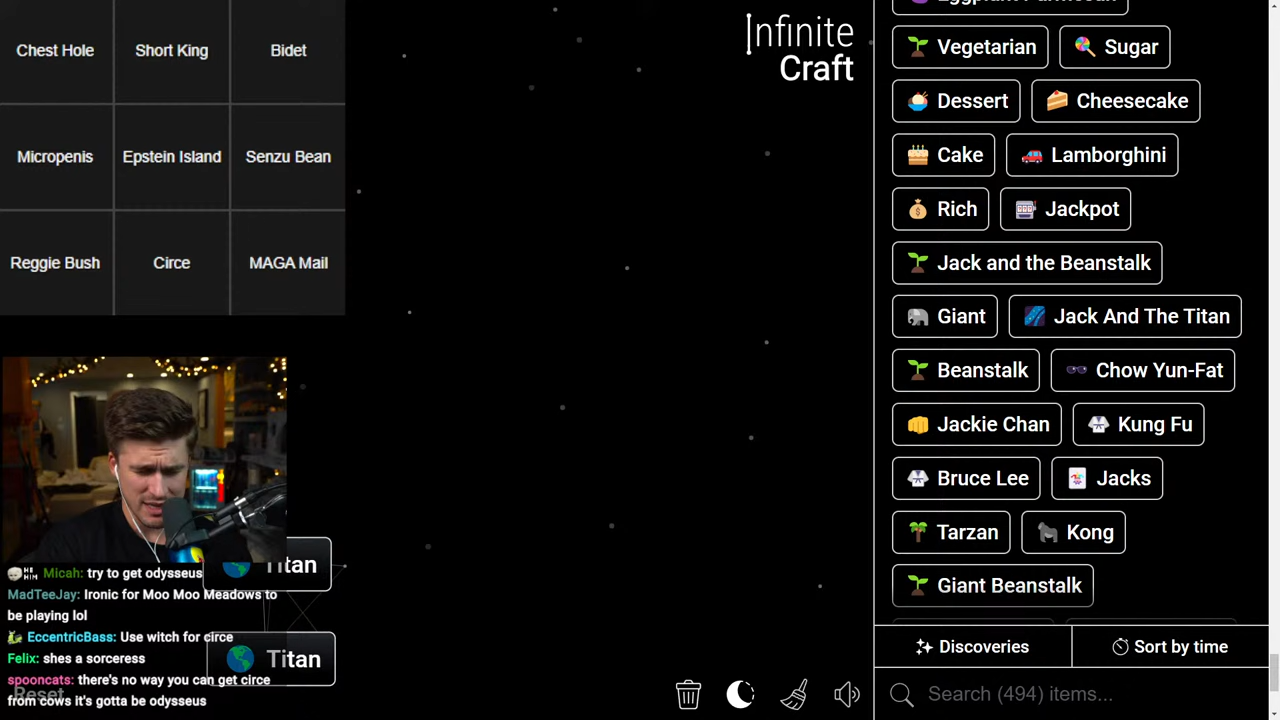 Chest Hole Short King Bidet
Micropenis Epstein Island Senzu Bean
Reggie Bush Circe MAGA Mail
Infinite
Craft
Vegetarian Sugar
Dessert Cheesecake
Cake Lamborghini
Rich Jackpot
Jack and the Beanstalk
Giant Jack And The Titan
Beanstalk Chow Yun-Fat
Jackie Chan Kung Fu
Bruce Lee Jacks
Tarzan Kong
Giant Beanstalk
Discoveries Sort by time
Search (494) items...
Titan
Titan
Micah: try to get odysseus
MadTeeJay: Ironic for Moo Moo Meadows to
be playing lol
EccentricBass: Use witch for circe
Felix: shes a sorceress
spooncats: there's no way you can get circe
from cows it's gotta be odysseus
Reset